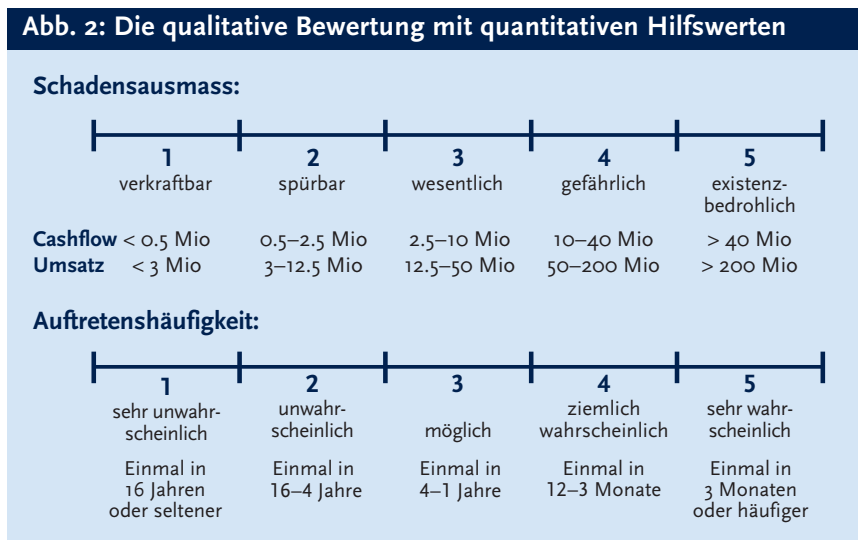 Abb. 2: Die qualitative Bewertung mit quantitativen Hilfswerten
Schadensausmass:
1 2 3 4 5
verkraftbar spürbar wesentlich gefährlich existenz-
bedrohlich
Cashflow < 0.5 Mio 0.5–2.5 Mio 2.5–10 Mio 10–40 Mio > 40 Mio
Umsatz < 3 Mio 3–12.5 Mio 12.5–50 Mio 50–200 Mio > 200 Mio
Auftretenshäufigkeit:
1 2 3 4 5
sehr unwahr- unwahr- ziemlich sehr wahr-
scheinlich scheinlich möglich wahrscheinlich scheinlich
Einmal in Einmal in Einmal in Einmal in Einmal in
16 Jahren 16–4 Jahre 4–1 Jahre 12–3 Monate 3 Monaten
oder seltener oder häufiger